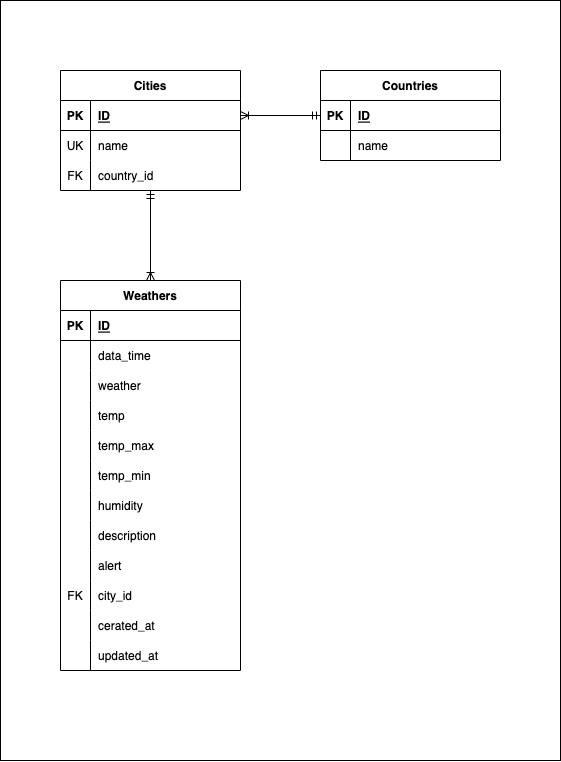 Cities
PK ID
UK name
FK country_id
Countries
PK ID
name
Weathers
PK ID
data_time
weather
temp
temp_max
temp_min
humidity
description
alert
FK city_id
cerated_at
updated_at